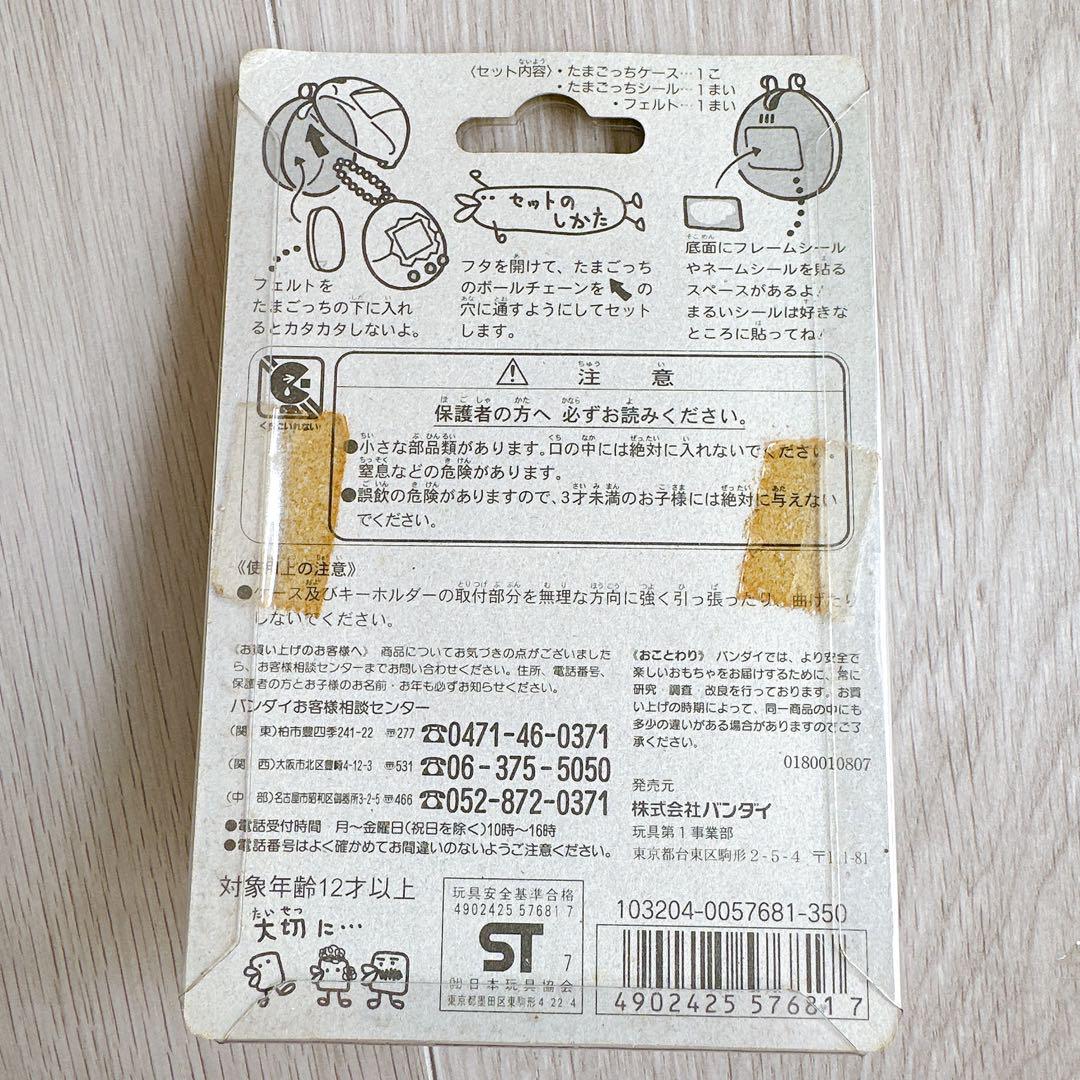 〈セット内容〉・たまごっちケース…1こ
・たまごっちシール…1まい
・フェルト…1まい
セットの
しかた
フェルトを
たまごっちの下に入れ
るとカタカタしないよ。
フタを開けて、たまごっち
のボールチェーンを の
穴に通すようにしてセット
します。
底面にフレームシール
やネームシールを貼る
スペースがあるよ!
まるいシールは好きな
ところに貼ってね!
くちにいれない
⚠ 注意
保護者の方へ 必ずお読みください。
●小さな部品類があります。口の中には絶対に入れないでください。
窒息などの危険があります。
●誤飲の危険がありますので、3才未満のお子様には絶対に与えない
でください。
《使用上の注意》
●ケース及びキーホルダーの取付部分を無理な方向に強く引っ張ったり、曲げたり
しないでください。
《お買い上げのお客様へ》 商品についてお気づきの点がございました
ら、お客様相談センターまでお問い合わせください。住所、電話番号、
保護者の方とお子様のお名前・お年も必ずお知らせください。
バンダイお客様相談センター
(関 東)柏市豊四季241-22 〠277 ☎0471-46-0371
(関 西)大阪市北区豊崎4-12-3 〠531 ☎06-375-5050
(中 部)名古屋市昭和区御器所3-2-5 〠466 ☎052-872-0371
●電話受付時間 月〜金曜日(祝日を除く)10時〜16時
●電話番号はよく確かめてお間違いのないようご注意ください。
《おことわり》 バンダイでは、より安全で
楽しいおもちゃをお届けするために、常に
研究・調査・改良を行っております。お買
い上げの時期によって、同一商品の中にも
多少の違いがある場合がありますのでご了
承ください。
0180010807
発売元
株式会社バンダイ
玩具第1事業部
東京都台東区駒形2-5-4 〒111-81
対象年齢12才以上
大切に…
玩具安全基準合格
4902425 57681 7
ST
7
㈳日本玩具協会
東京都墨田区東駒形4-22-4
103204-0057681-350
4902425 576817